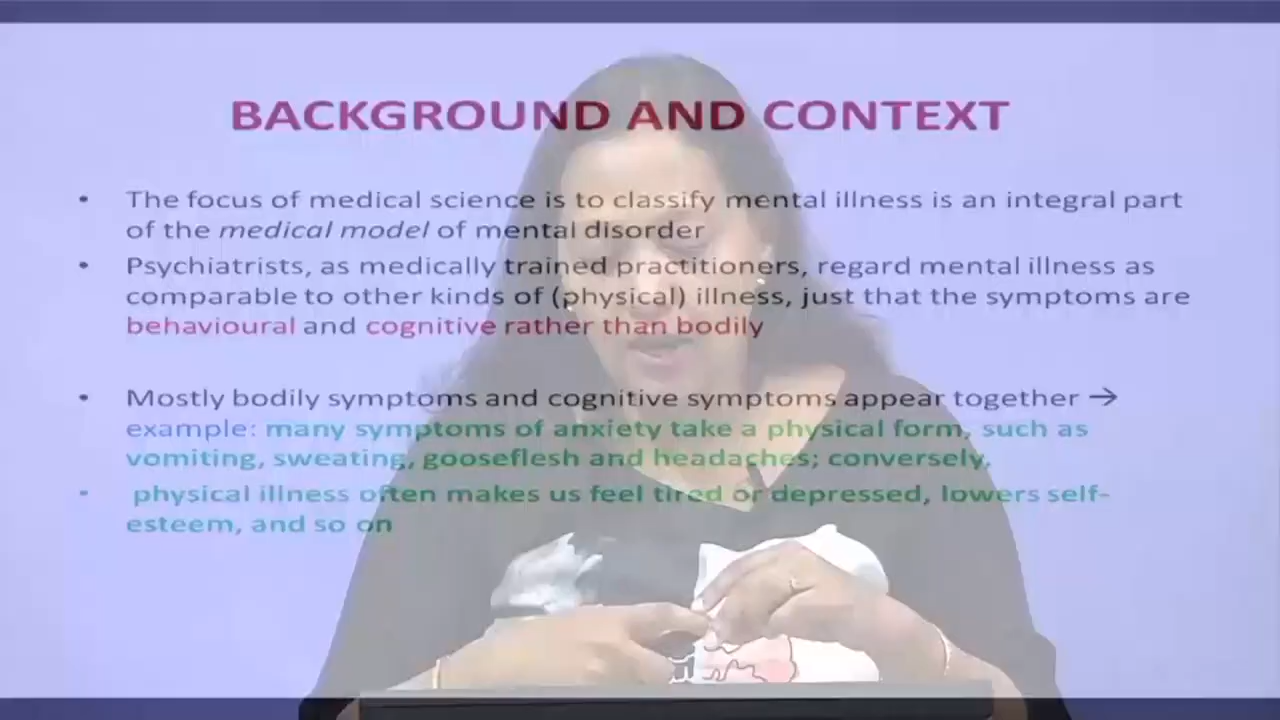 BACKGROUND AND CONTEXT
• The focus of medical science is to classify mental illness is an integral part
of the medical model of mental disorder
• Psychiatrists, as medically trained practitioners, regard mental illness as
comparable to other kinds of (physical) illness, just that the symptoms are
behavioural and cognitive rather than bodily
• Mostly bodily symptoms and cognitive symptoms appear together →
example: many symptoms of anxiety take a physical form, such as
vomiting, sweating, gooseflesh and headaches; conversely,
• physical illness often makes us feel tired or depressed, lowers self-
esteem, and so on